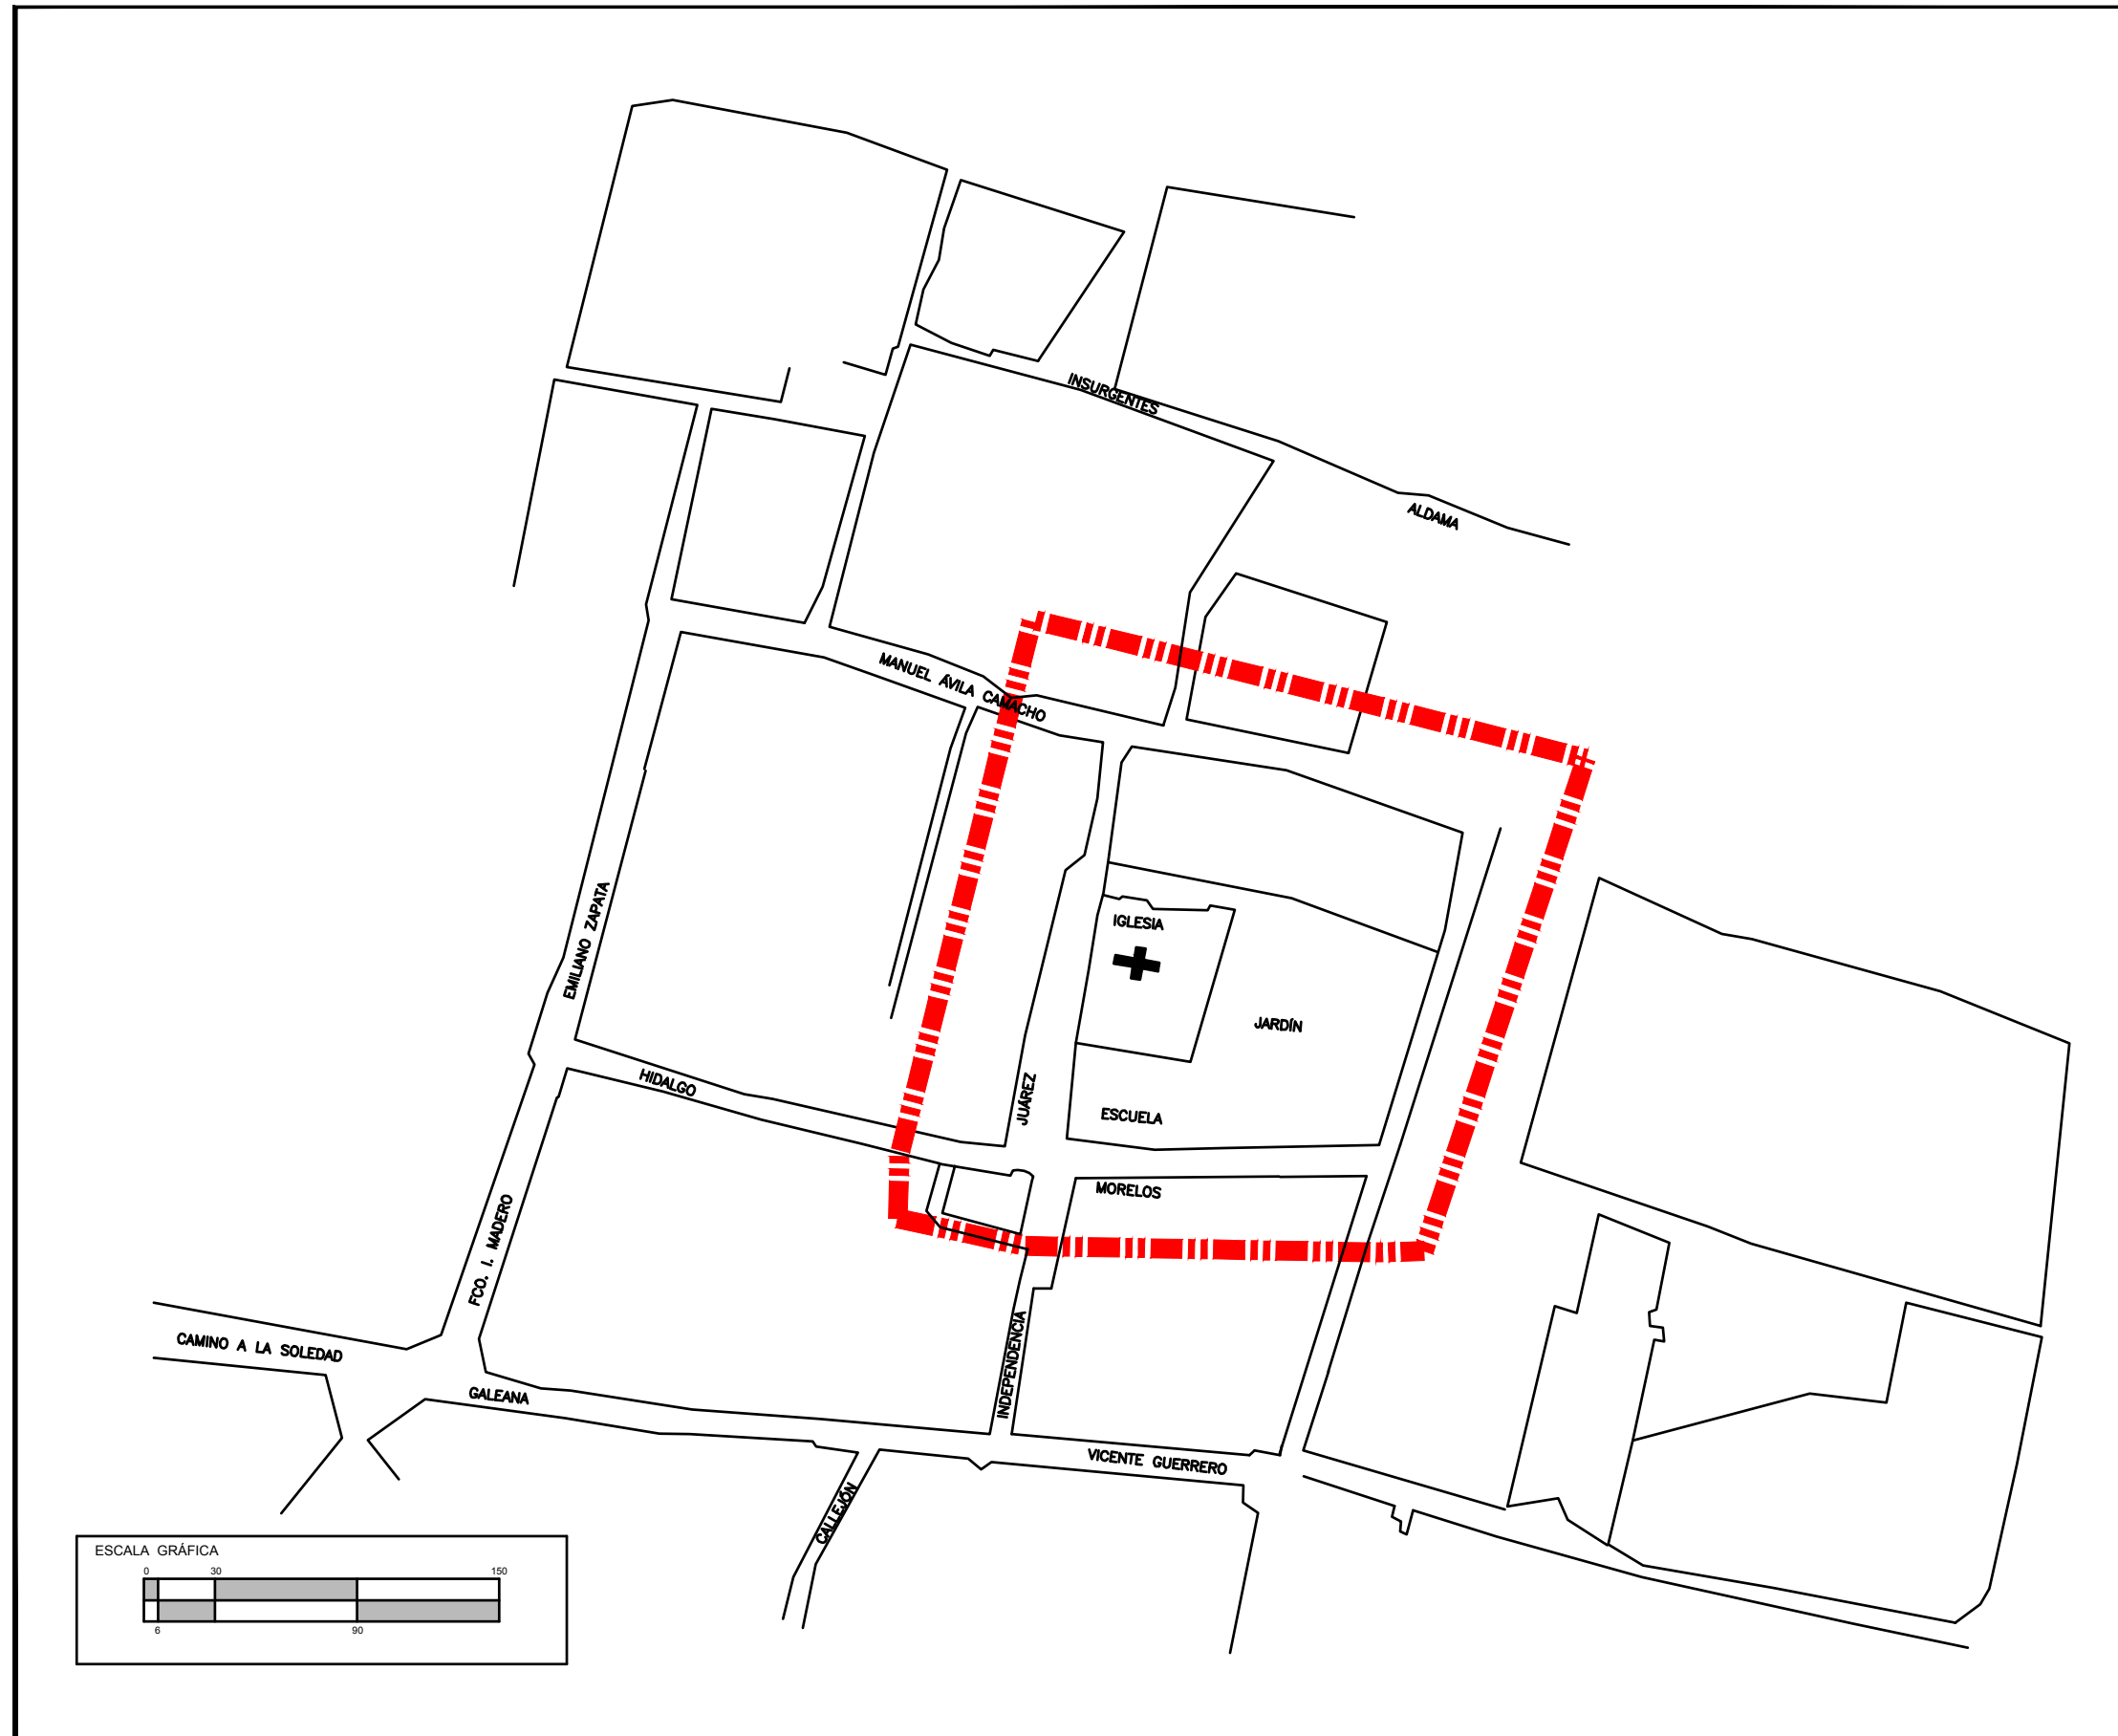 INSURGENTES
ALDAMA
MANUEL ÁVILA CAMACHO
EMILIANO ZAPATA
IGLESIA
JARDÍN
HIDALGO
JUÁREZ
ESCUELA
MORELOS
FCO. I. MADERO
CAMINO A LA SOLEDAD
INDEPENDENCIA
GALEANA
VICENTE GUERRERO
CALLEJÓN
ESCALA GRÁFICA
0 30 150
6 90